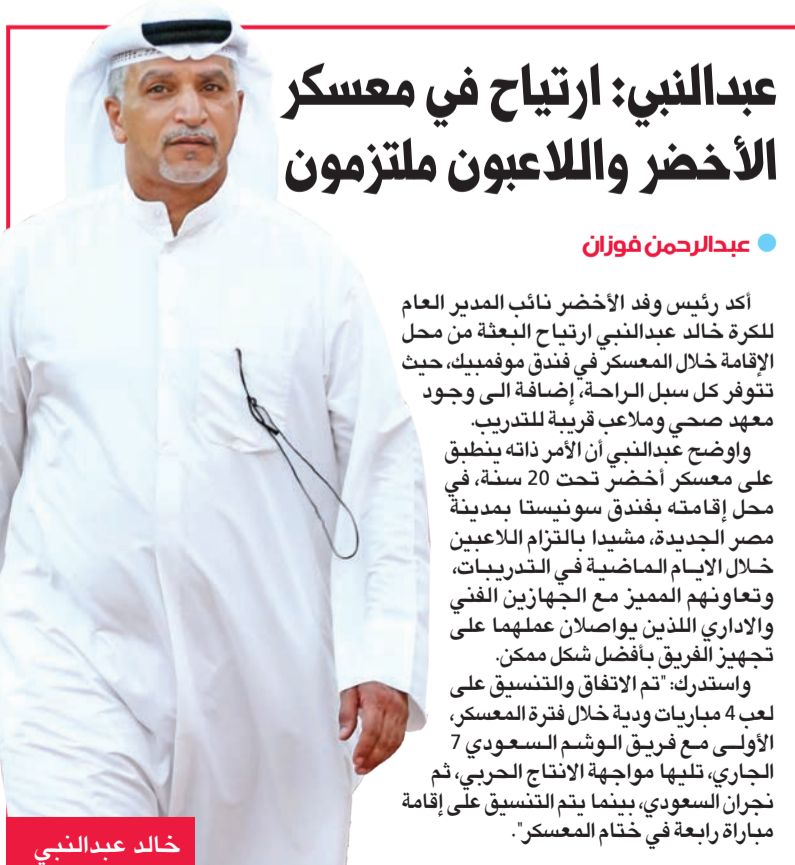 عبدالنبي: ارتياح في معسكر
الأخضر واللاعبون ملتزمون
عبدالرحمن فوزان
أكد رئيس وفد الأخضر نائب المدير العام
للكرة خالد عبدالنبي ارتياح البعثة من محل
الإقامة خلال المعسكر في فندق موفمبيك، حيث
تتوفر كل سبل الراحة، إضافة الى وجود
معهد صحي وملاعب قريبة للتدريب.
واوضح عبدالنبي أن الأمر ذاته ينطبق
على معسكر أخضر تحت 20 سنة، في
محل إقامته بفندق سونيستا بمدينة
مصر الجديدة، مشيدا بالتزام اللاعبين
خلال الايام الماضية في التدريبات،
وتعاونهم المميز مع الجهازين الفني
والاداري اللذين يواصلان عملهما على
تجهيز الفريق بأفضل شكل ممكن.
واستدرك: "تم الاتفاق والتنسيق على
لعب 4 مباريات ودية خلال فترة المعسكر،
الأولى مع فريق الوشم السعودي 7
الجاري، تليها مواجهة الانتاج الحربي، ثم
نجران السعودي، بينما يتم التنسيق على إقامة
مباراة رابعة في ختام المعسكر".
خالد عبدالنبي